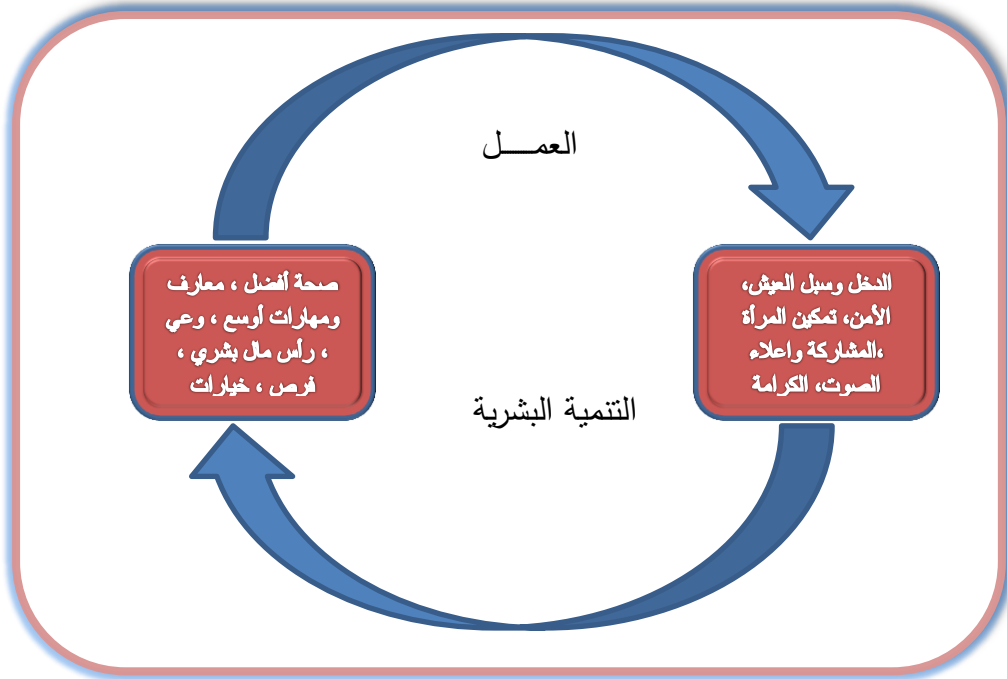 العمــــل
الدخل وسبل العيش،
الأمن، تمكين المرأة
،المشاركة واعلاء
الصوت، الكرامة
صحة أفضل ، معارف
ومهارات أوسع ، وعي
، رأس مال بشري ،
فرص ، خيارات
التنمية البشرية